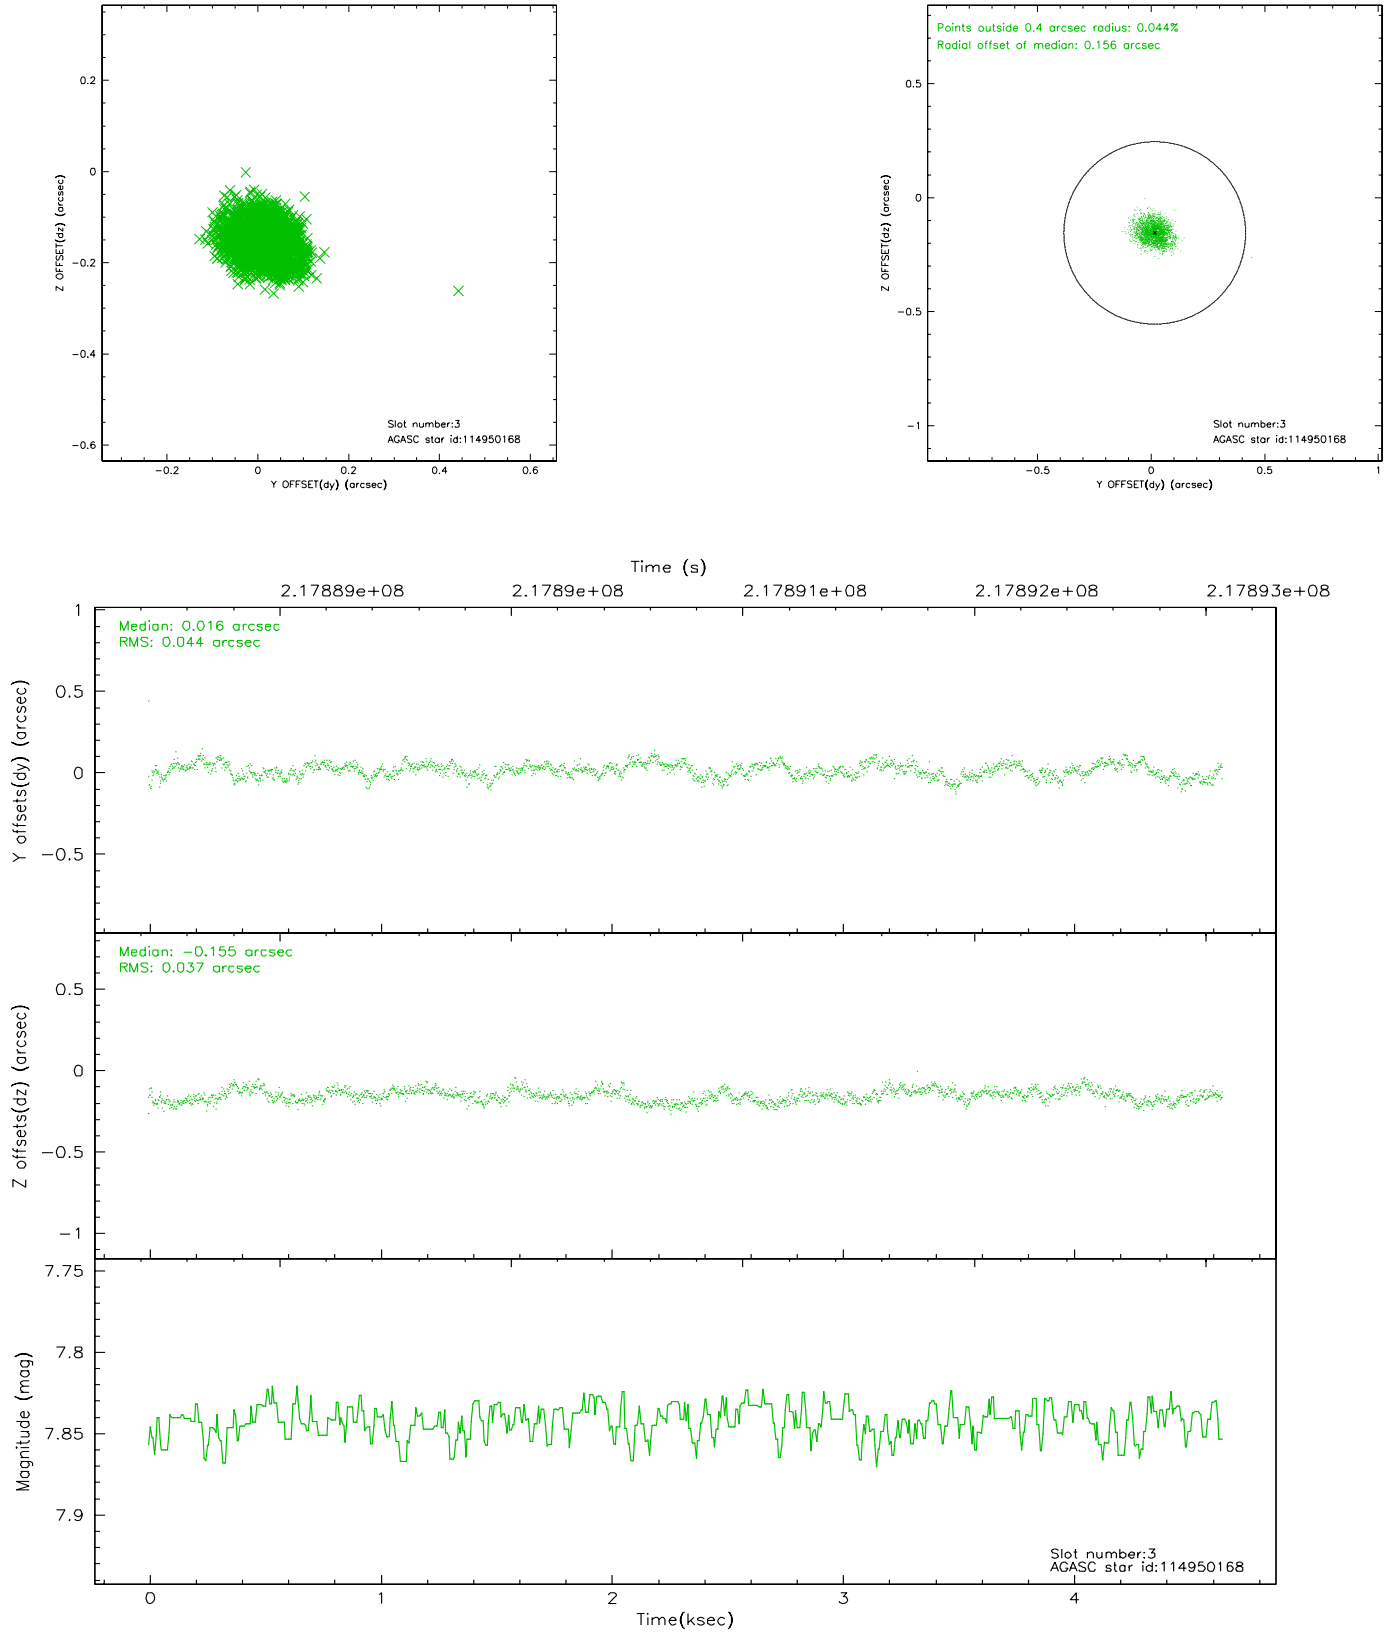 0.2
0
−0.2
−0.4
−0.6
Z OFFSET(dz) (arcsec)
Slot number:3
AGASC star id:114950168
−0.2 0 0.2 0.4 0.6
Y OFFSET(dy) (arcsec)
Points outside 0.4 arcsec radius: 0.044%
Radial offset of median: 0.156 arcsec
0.5
0
−0.5
−1
Z OFFSET(dz) (arcsec)
Slot number:3
AGASC star id:114950168
−0.5 0 0.5 1
Y OFFSET(dy) (arcsec)
Time (s)
2.17889e+08 2.1789e+08 2.17891e+08 2.17892e+08 2.17893e+08
Median: 0.016 arcsec
RMS: 0.044 arcsec
1
0.5
0
−0.5
Y offsets(dy) (arcsec)
Median: −0.155 arcsec
RMS: 0.037 arcsec
0.5
0
−0.5
−1
Z offsets(dz) (arcsec)
7.75
7.8
7.85
7.9
Magnitude (mag)
Slot number:3
AGASC star id:114950168
0 1 2 3 4
Time(ksec)